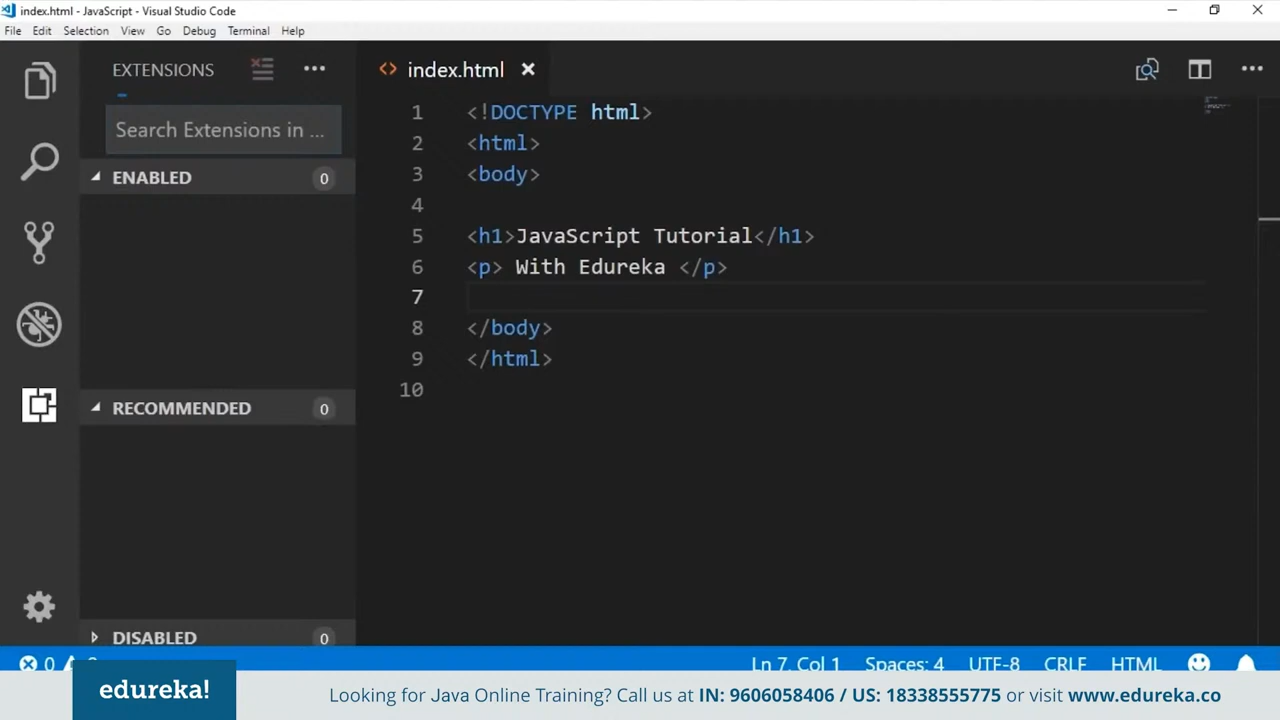 index.html - JavaScript - Visual Studio Code
File Edit Selection View Go Debug Terminal Help
EXTENSIONS
Search Extensions in ...
ENABLED 0
RECOMMENDED 0
DISABLED 0
index.html
1 <!DOCTYPE html>
2 <html>
3 <body>
4
5 <h1>JavaScript Tutorial</h1>
6 <p> With Edureka </p>
7
8 </body>
9 </html>
10
0 Ln 7, Col 1 Spaces: 4 UTF-8 CRLF HTML
edureka!
Looking for Java Online Training? Call us at IN: 9606058406 / US: 18338555775 or visit www.edureka.co